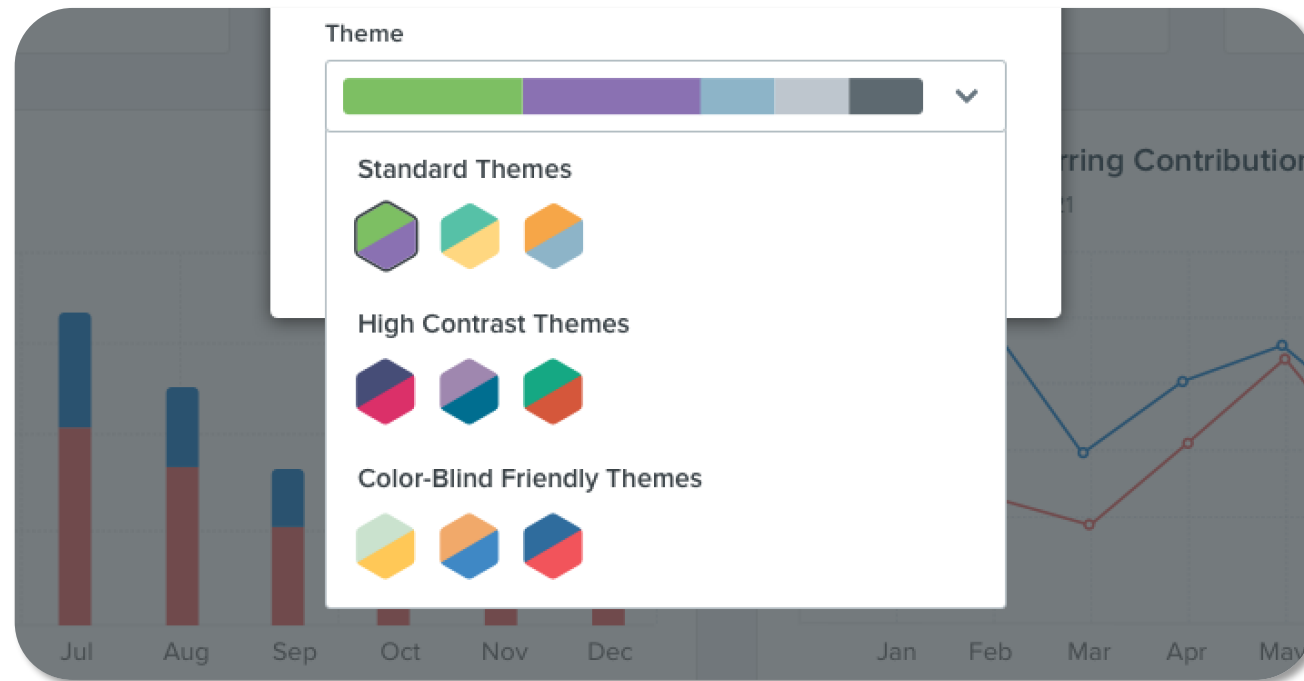 Theme
Standard Themes
rring Contribution
21
High Contrast Themes
Color-Blind Friendly Themes
Jul Aug Sep Oct Nov Dec
Jan Feb Mar Apr May